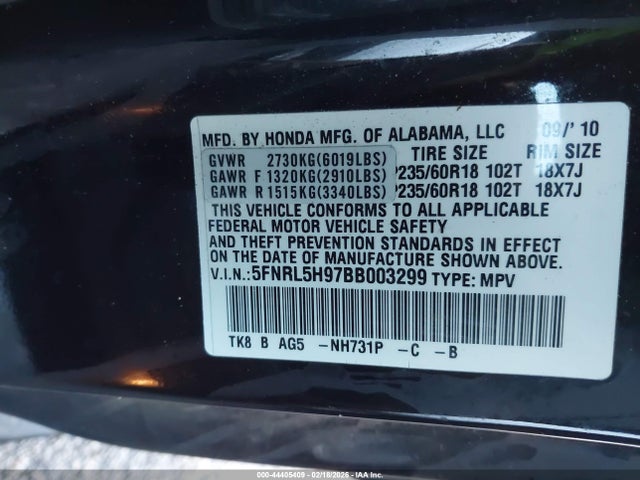 MFD. BY HONDA MFG. OF ALABAMA, LLC 09/'10
GVWR 2730KG(6019LBS) TIRE SIZE RIM SIZE
GAWR F 1320KG(2910LBS) P235/60R18 102T 18X7J
GAWR R 1515KG(3340LBS) P235/60R18 102T 18X7J
THIS VEHICLE CONFORMS TO ALL APPLICABLE
FEDERAL MOTOR VEHICLE SAFETY
AND THEFT PREVENTION STANDARDS IN EFFECT
ON THE DATE OF MANUFACTURE SHOWN ABOVE.
V.I.N.: 5FNRL5H97BB003299 TYPE: MPV
TK8 B AG5 -NH731P -C -B
000-44405409 - 02/18/2026 - IAA Inc.